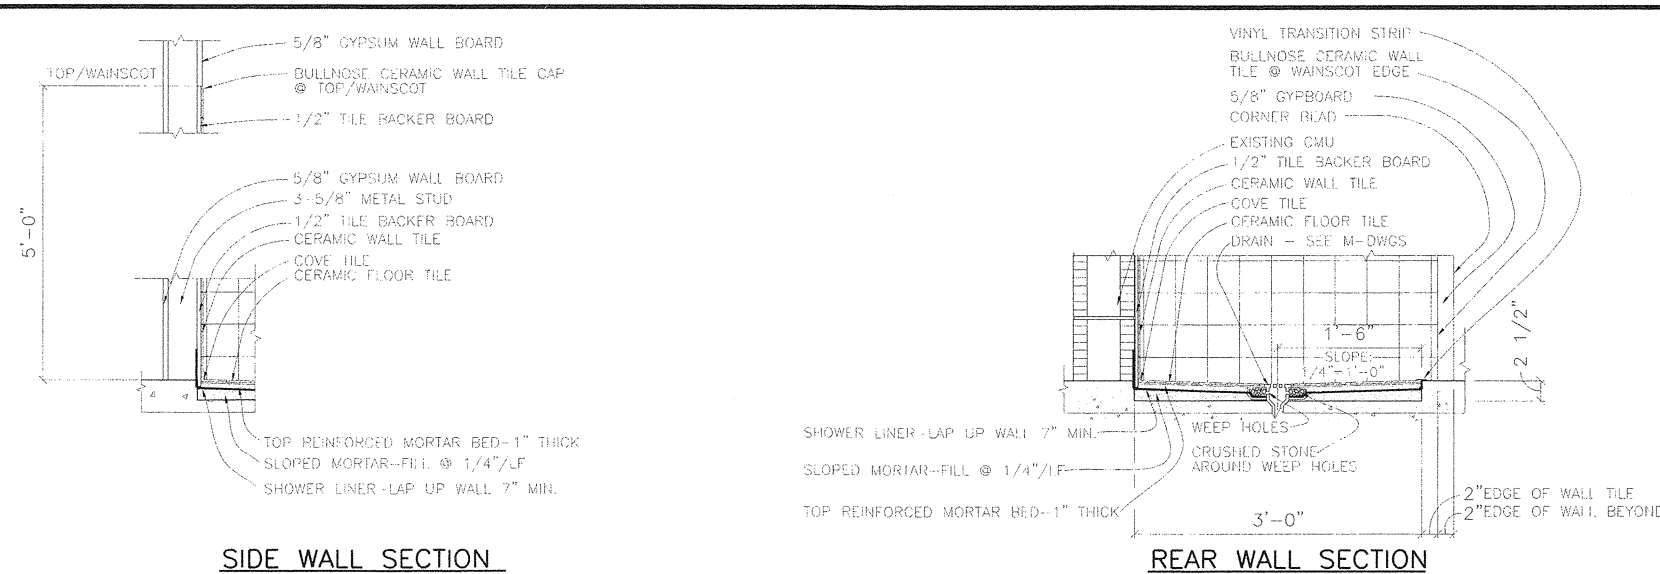 5/8" GYPSUM WALL BOARD
TOP/WAINSCOT
BULLNOSE CERAMIC WALL TILE CAP
@ TOP/WAINSCOT
1/2" TILE BACKER BOARD
5/8" GYPSUM WALL BOARD
3-5/8" METAL STUD
1/2" TILE BACKER BOARD
CERAMIC WALL TILE
COVE TILE
CERAMIC FLOOR TILE
5'-0"
TOP REINFORCED MORTAR BED-1" THICK
SLOPED MORTAR-FILL @ 1/4"/LF
SHOWER LINER-LAP UP WALL 7" MIN.
SIDE WALL SECTION
VINYL TRANSITION STRIP
BULLNOSE CERAMIC WALL
TILE @ WAINSCOT EDGE
5/8" GYPBOARD
CORNER BEAD
EXISTING CMU
1/2" TILE BACKER BOARD
CERAMIC WALL TILE
COVE TILE
CERAMIC FLOOR TILE
DRAIN - SEE M-DWGS
1'-6"
SLOPE:
1/4"=1'-0"
2 1/2"
SHOWER LINER-LAP UP WALL 7" MIN.
WEEP HOLES
CRUSHED STONE
AROUND WEEP HOLES
SLOPED MORTAR-FILL @ 1/4"/LF
TOP REINFORCED MORTAR BED-1" THICK
3'-0"
2"EDGE OF WALL TILE
2"EDGE OF WALL BEYOND
REAR WALL SECTION